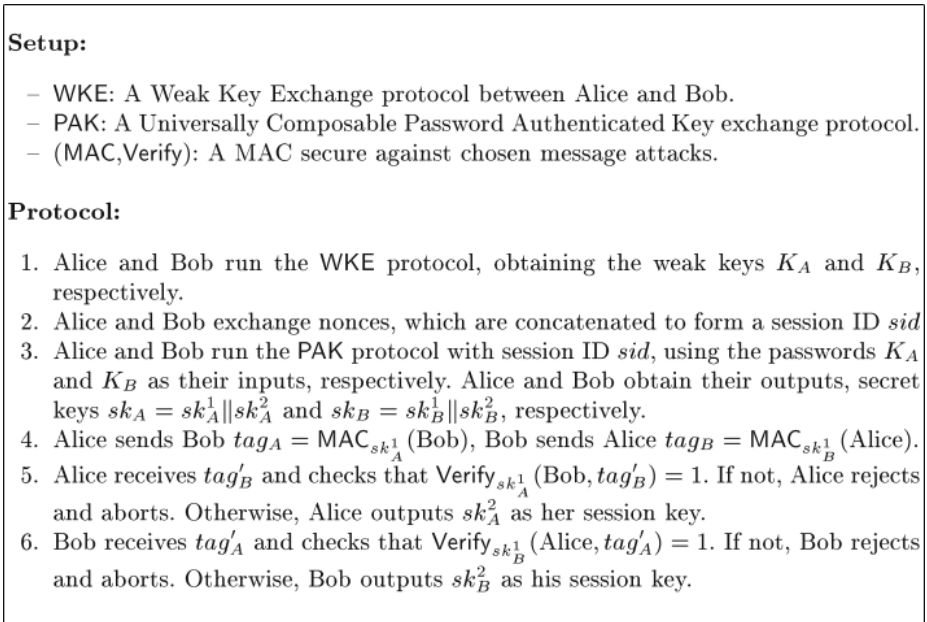 Setup:
– WKE: A Weak Key Exchange protocol between Alice and Bob.
– PAK: A Universally Composable Password Authenticated Key exchange protocol.
– (MAC,Verify): A MAC secure against chosen message attacks.
Protocol:
1. Alice and Bob run the WKE protocol, obtaining the weak keys K_A and K_B,
respectively.
2. Alice and Bob exchange nonces, which are concatenated to form a session ID sid
3. Alice and Bob run the PAK protocol with session ID sid, using the passwords K_A
and K_B as their inputs, respectively. Alice and Bob obtain their outputs, secret
keys sk_A = sk_A^1||sk_A^2 and sk_B = sk_B^1||sk_B^2, respectively.
4. Alice sends Bob tag_A = MAC_{sk_A^1}(Bob), Bob sends Alice tag_B = MAC_{sk_B^1}(Alice).
5. Alice receives tag'_B and checks that Verify_{sk_A^1}(Bob, tag'_B) = 1. If not, Alice rejects
and aborts. Otherwise, Alice outputs sk_A^2 as her session key.
6. Bob receives tag'_A and checks that Verify_{sk_B^1}(Alice, tag'_A) = 1. If not, Bob rejects
and aborts. Otherwise, Bob outputs sk_B^2 as his session key.